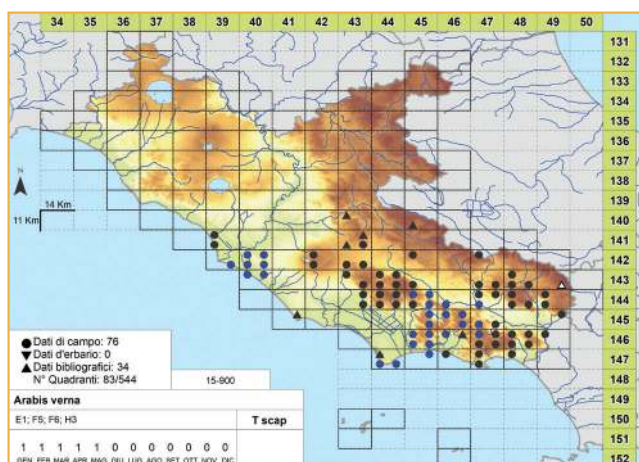 34 35 36 37 38 39 40 41 42 43 44 45 46 47 48 49 50
131
132
133
134
135
136
137
138
139
140
141
142
143
144
145
146
147
148
149
150
151
152
N
14 Km
11 Km
● Dati di campo: 76
▼ Dati d'erbario: 0
▲ Dati bibliografici: 34
N° Quadranti: 83/544
15-900
Arabis verna
E1; F5; F6; H3
T scap
1 1 1 1 1 0 0 0 0 0 0 0
GEN FEB MAR APR MAG GIU LUG AGO SET OTT NOV DIC